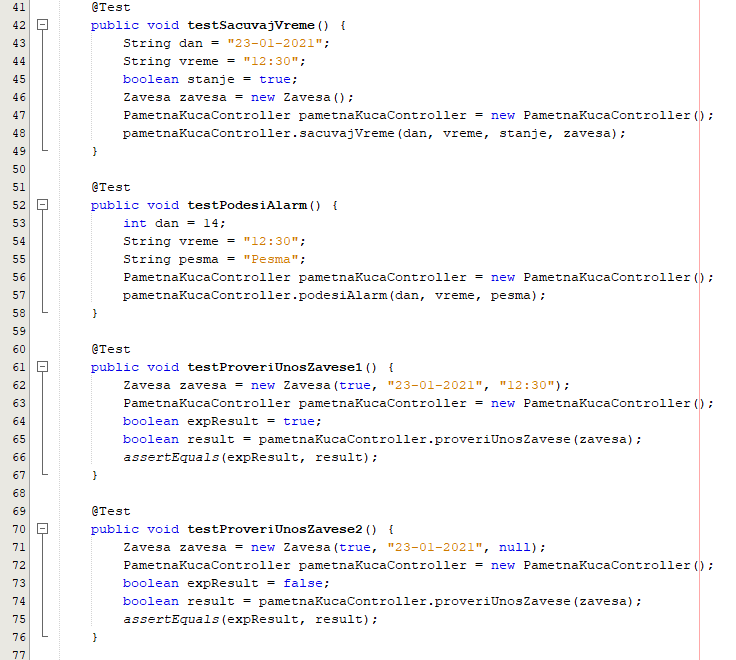 41 @Test
42 public void testSacuvajVreme() {
43 String dan = "23-01-2021";
44 String vreme = "12:30";
45 boolean stanje = true;
46 Zavesa zavesa = new Zavesa();
47 PametnaKucaController pametnaKucaController = new PametnaKucaController();
48 pametnaKucaController.sacuvajVreme(dan, vreme, stanje, zavesa);
49 }
50
51 @Test
52 public void testPodesiAlarm() {
53 int dan = 14;
54 String vreme = "12:30";
55 String pesma = "Pesma";
56 PametnaKucaController pametnaKucaController = new PametnaKucaController();
57 pametnaKucaController.podesiAlarm(dan, vreme, pesma);
58 }
59
60 @Test
61 public void testProveriUnosZavese1() {
62 Zavesa zavesa = new Zavesa(true, "23-01-2021", "12:30");
63 PametnaKucaController pametnaKucaController = new PametnaKucaController();
64 boolean expResult = true;
65 boolean result = pametnaKucaController.proveriUnosZavese(zavesa);
66 assertEquals(expResult, result);
67 }
68
69 @Test
70 public void testProveriUnosZavese2() {
71 Zavesa zavesa = new Zavesa(true, "23-01-2021", null);
72 PametnaKucaController pametnaKucaController = new PametnaKucaController();
73 boolean expResult = false;
74 boolean result = pametnaKucaController.proveriUnosZavese(zavesa);
75 assertEquals(expResult, result);
76 }
77